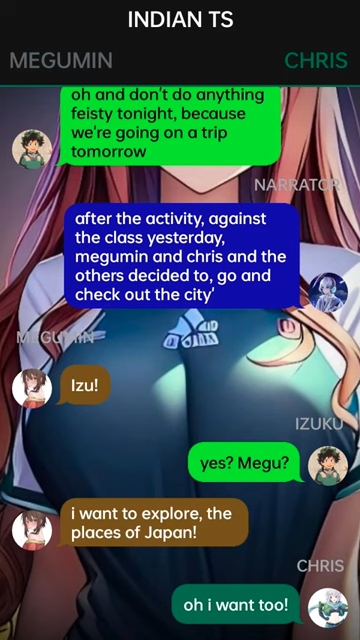 INDIAN TS
MEGUMIN
CHRIS
oh and don't do anything
feisty tonight, because
we're going on a trip
tomorrow
NARRATOR
after the activity, against
the class yesterday,
megumin and chris and the
others decided to, go and
check out the city'
MEGUMIN
Izu!
IZUKU
yes? Megu?
i want to explore, the
places of Japan!
CHRIS
oh i want too!